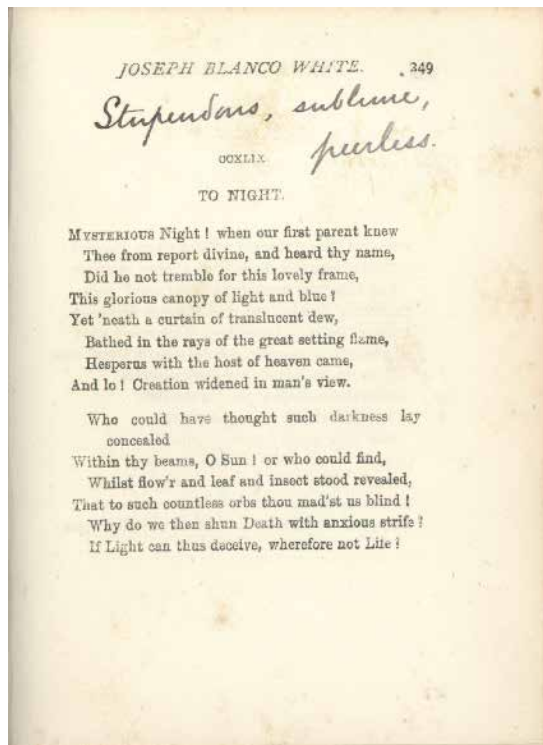 JOSEPH BLANCO WHITE. 349
Stupendous, sublime,
peerless.
CCXLIX.
TO NIGHT.
MYSTERIOUS Night! when our first parent knew
Thee from report divine, and heard thy name,
Did he not tremble for this lovely frame,
This glorious canopy of light and blue?
Yet 'neath a curtain of translucent dew,
Bathed in the rays of the great setting flame,
Hesperus with the host of heaven came,
And lo! Creation widened in man's view.
Who could have thought such darkness lay
concealed
Within thy beams, O Sun! or who could find,
Whilst flow'r and leaf and insect stood revealed,
That to such countless orbs thou mad'st us blind!
Why do we then shun Death with anxious strife?
If Light can thus deceive, wherefore not Life?